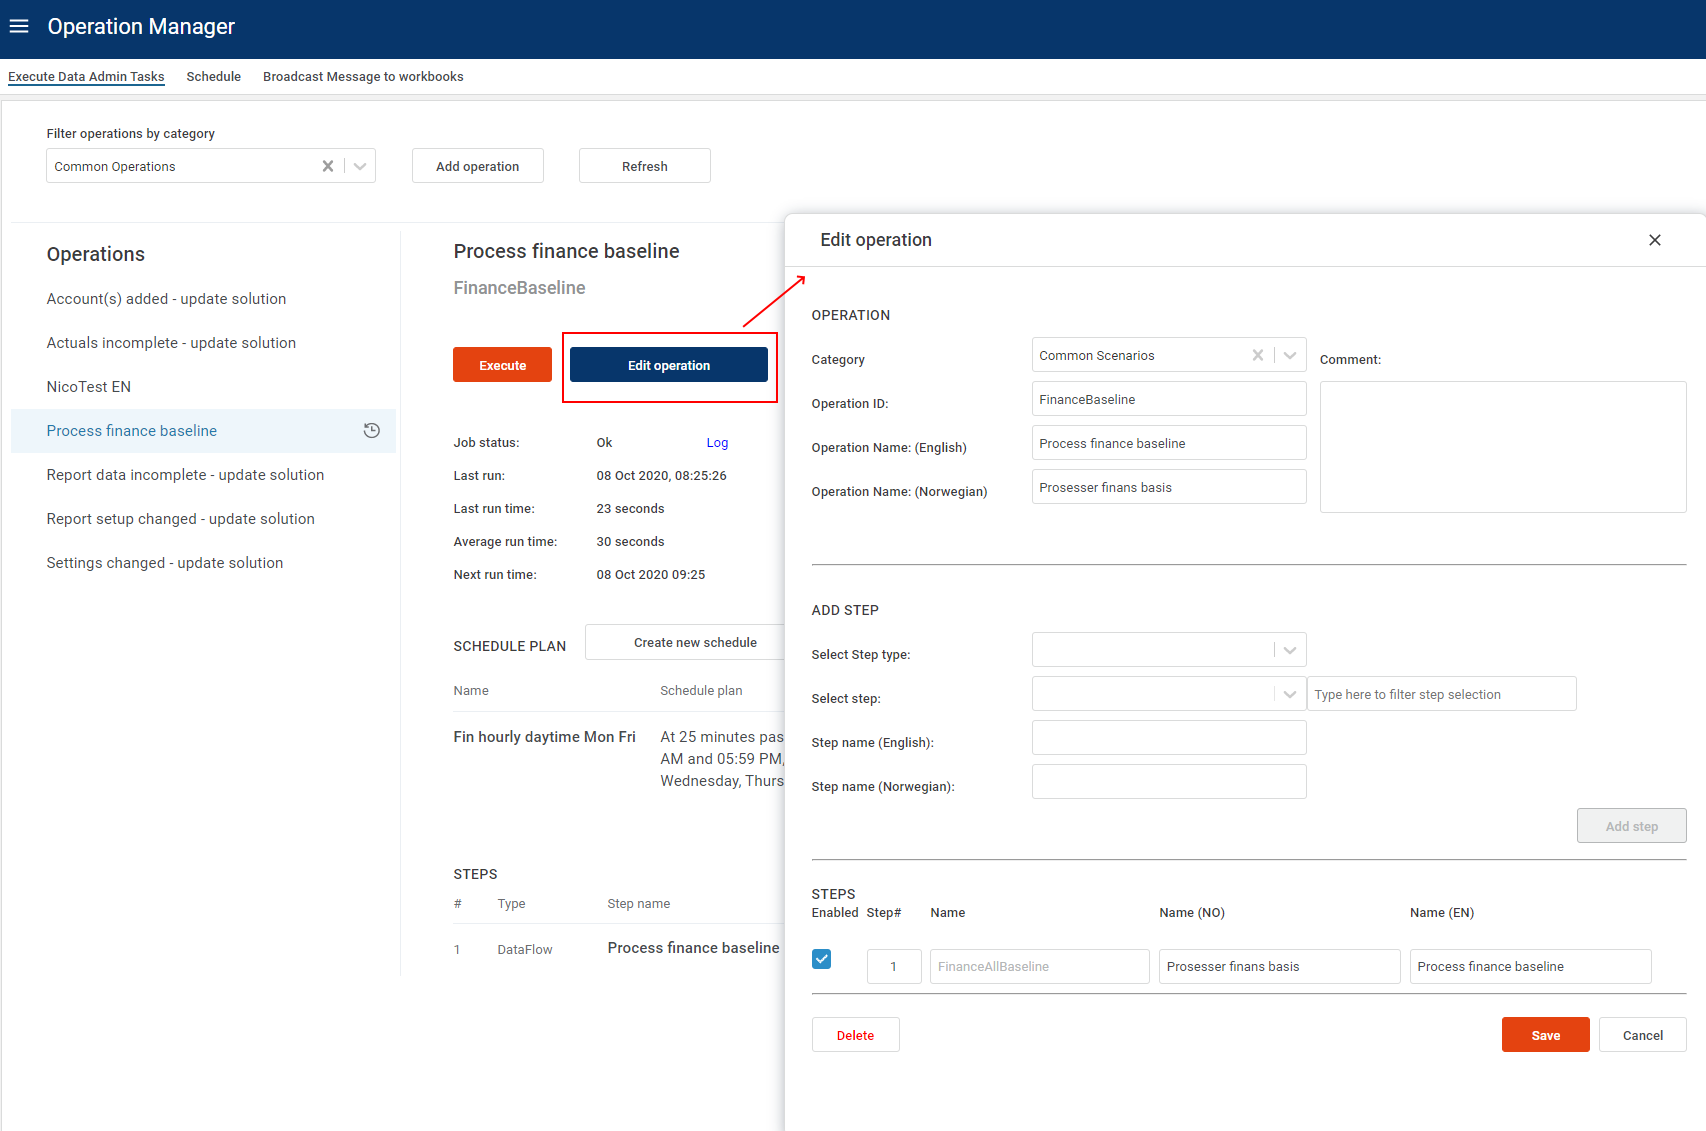 Operation Manager
Execute Data Admin Tasks
Schedule
Broadcast Message to workbooks
Filter operations by category
Common Operations
Add operation
Refresh
Operations
Account(s) added - update solution
Actuals incomplete - update solution
NicoTest EN
Process finance baseline
Report data incomplete - update solution
Report setup changed - update solution
Settings changed - update solution
Process finance baseline
FinanceBaseline
Execute
Edit operation
Job status: Ok Log
Last run: 08 Oct 2020, 08:25:26
Last run time: 23 seconds
Average run time: 30 seconds
Next run time: 08 Oct 2020 09:25
SCHEDULE PLAN
Create new schedule
Name Schedule plan
Fin hourly daytime Mon Fri
At 25 minutes pas
AM and 05:59 PM,
Wednesday, Thurs
STEPS
# Type Step name
1 DataFlow Process finance baseline
Edit operation
OPERATION
Category Common Scenarios
Comment:
Operation ID: FinanceBaseline
Operation Name: (English) Process finance baseline
Operation Name: (Norwegian) Prosesser finans basis
ADD STEP
Select Step type:
Select step: Type here to filter step selection
Step name (English):
Step name (Norwegian):
Add step
STEPS
Enabled Step# Name Name (NO) Name (EN)
1 FinanceAllBaseline Prosesser finans basis Process finance baseline
Delete
Save
Cancel